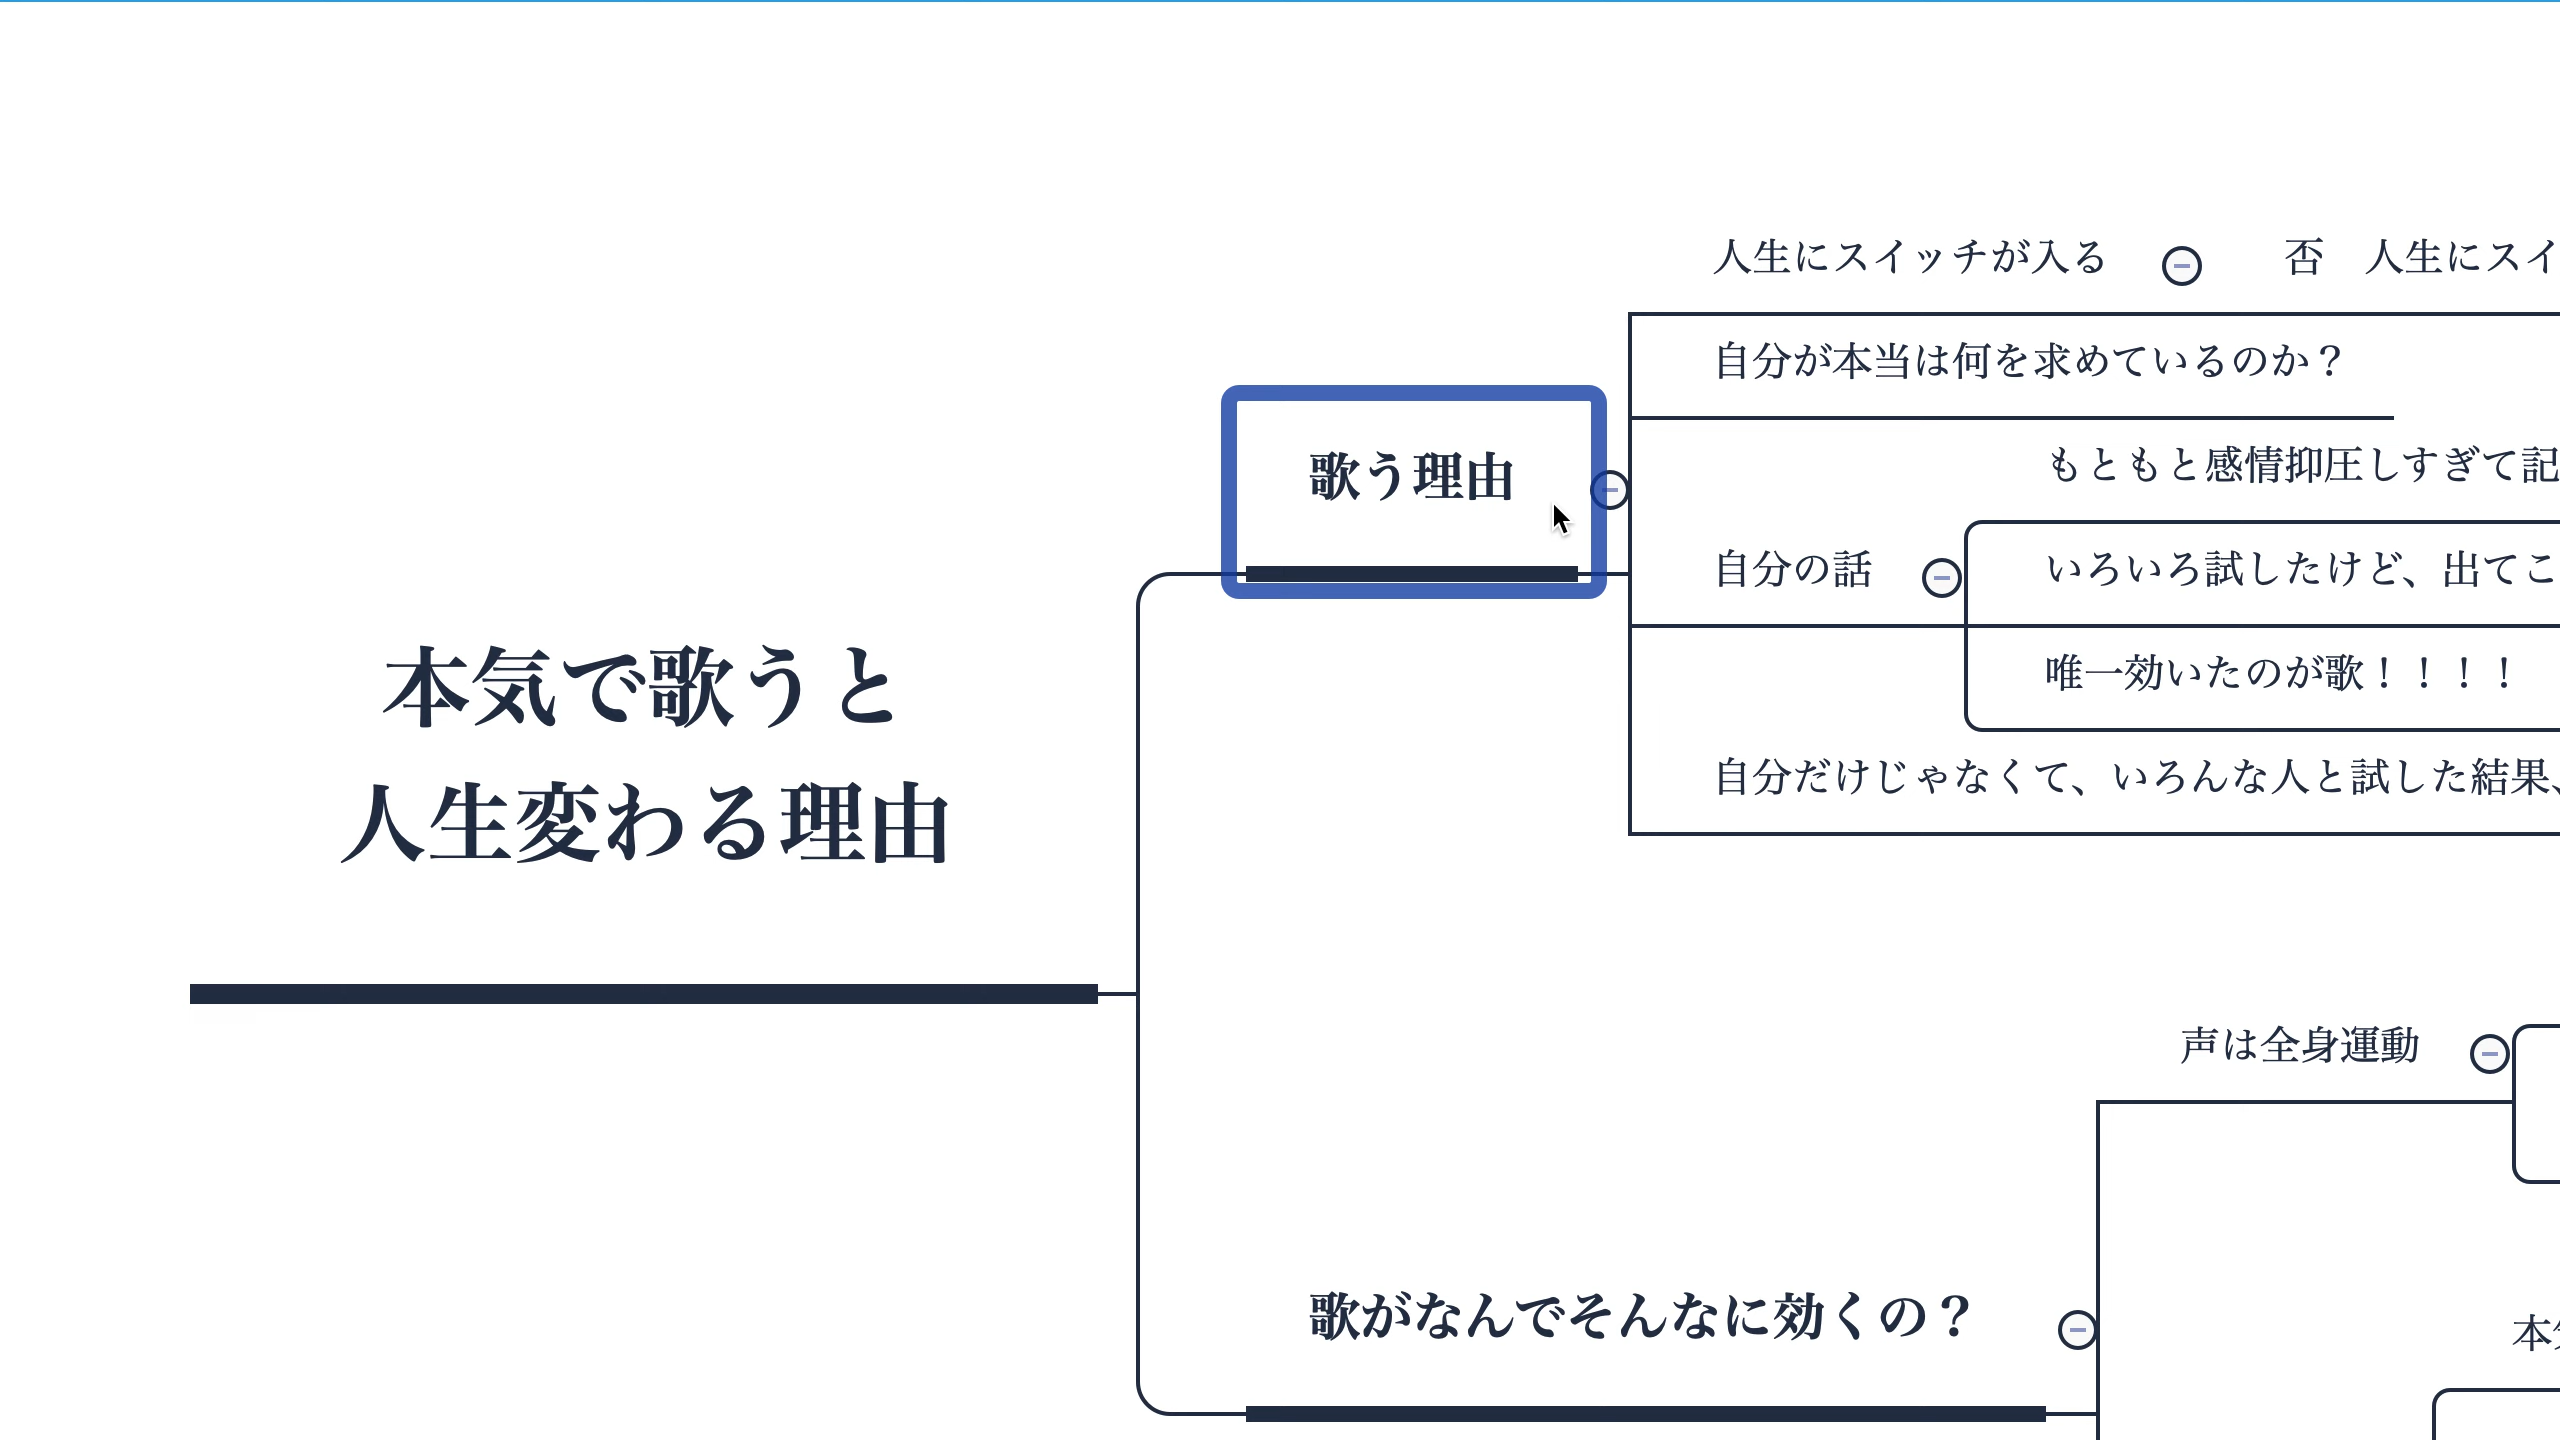 本気で歌うと
人生変わる理由
歌う理由
人生にスイッチが入る
否　人生にスイ
自分が本当は何を求めているのか？
自分の話
もともと感情抑圧しすぎて記
いろいろ試したけど、出てこ
唯一効いたのが歌！！！！
自分だけじゃなくて、いろんな人と試した結果、
歌がなんでそんなに効くの？
声は全身運動
本